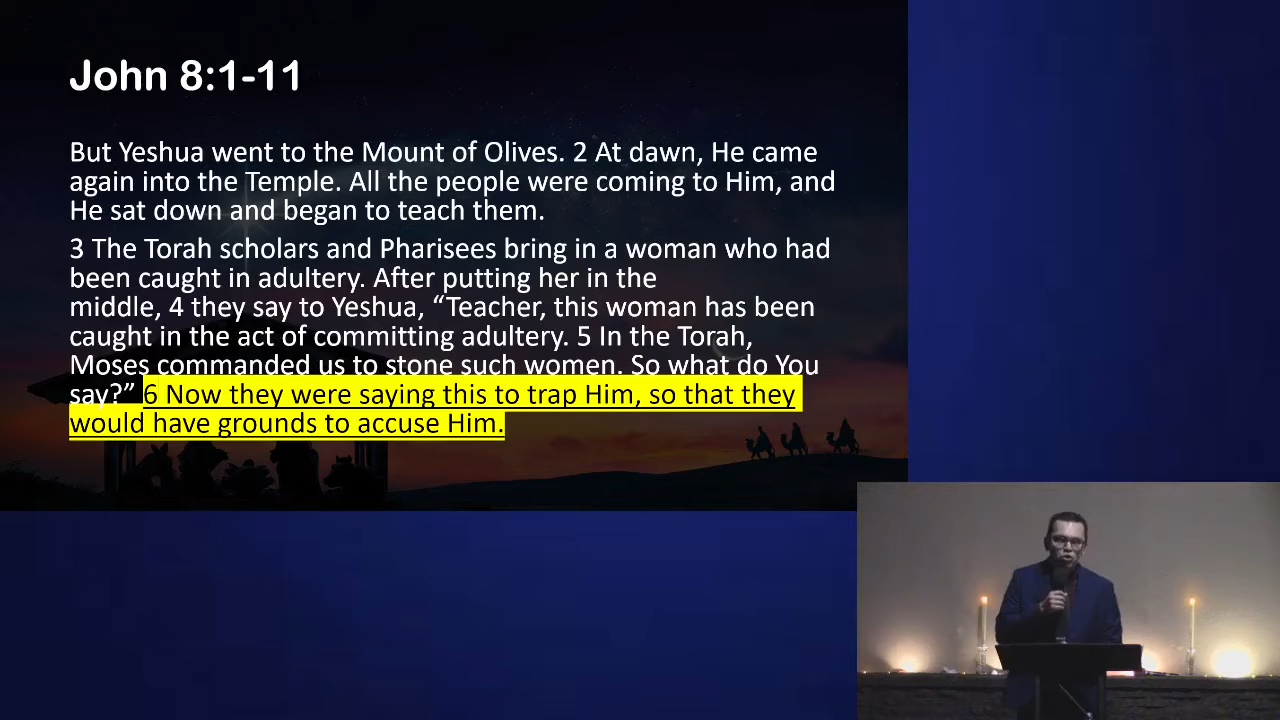 John 8:1-11
But Yeshua went to the Mount of Olives. 2 At dawn, He came
again into the Temple. All the people were coming to Him, and
He sat down and began to teach them.
3 The Torah scholars and Pharisees bring in a woman who had
been caught in adultery. After putting her in the
middle, 4 they say to Yeshua, “Teacher, this woman has been
caught in the act of committing adultery. 5 In the Torah,
Moses commanded us to stone such women. So what do You
say?” 6 Now they were saying this to trap Him, so that they
would have grounds to accuse Him.